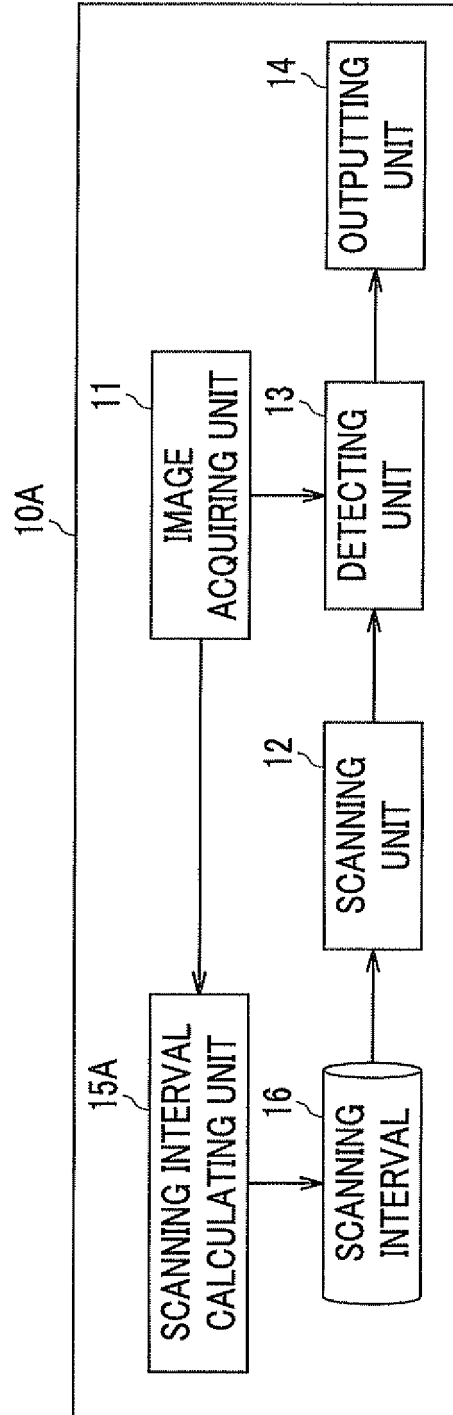 10A
15A
SCANNING INTERVAL
CALCULATING UNIT
11
IMAGE
ACQUIRING UNIT
16
SCANNING
INTERVAL
12
SCANNING
UNIT
13
DETECTING
UNIT
14
OUTPUTTING
UNIT